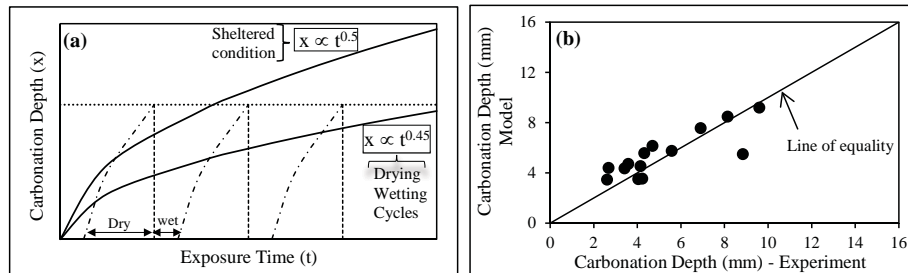 (a)
Sheltered
condition
x ∝ t^0.5
Carbonation Depth (x)
x ∝ t^0.45
Drying
Wetting
Cycles
Dry
wet
Exposure Time (t)
(b)
Carbonation Depth (mm)
Model
16
12
8
4
0
Line of equality
0 2 4 6 8 10 12 14 16
Carbonation Depth (mm) - Experiment